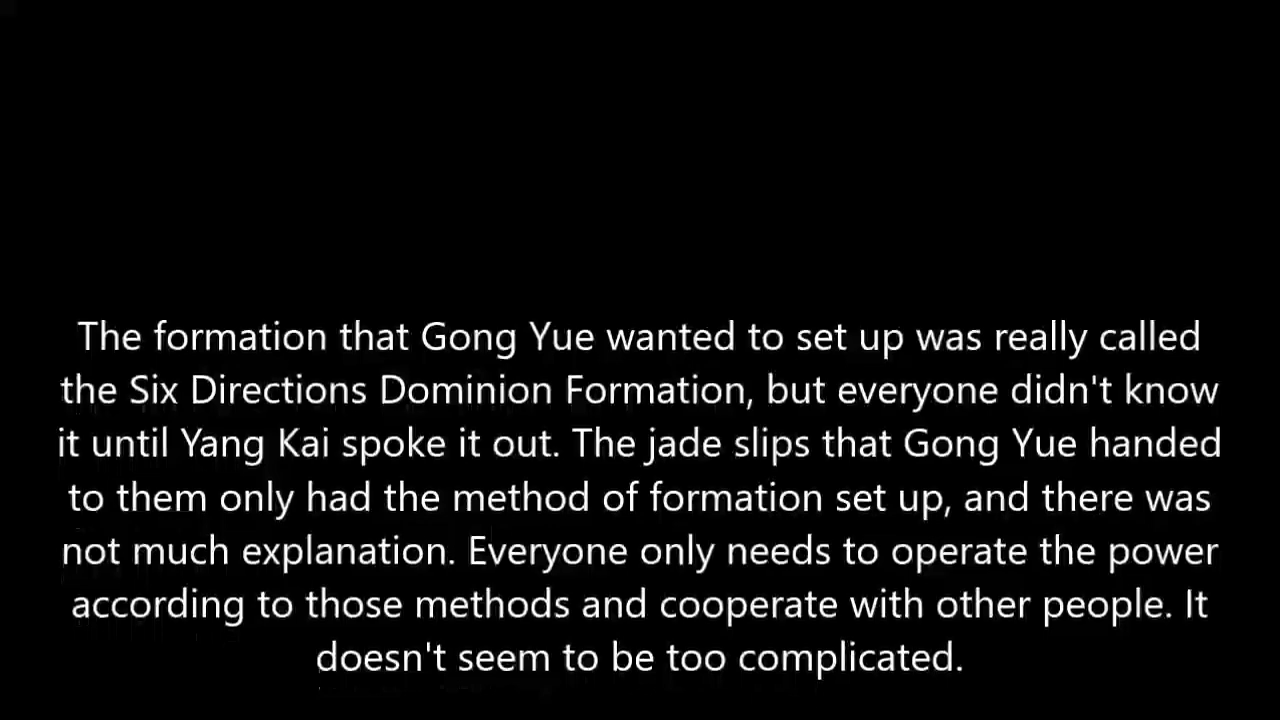 The formation that Gong Yue wanted to set up was really called
the Six Directions Dominion Formation, but everyone didn't know
it until Yang Kai spoke it out. The jade slips that Gong Yue handed
to them only had the method of formation set up, and there was
not much explanation. Everyone only needs to operate the power
according to those methods and cooperate with other people. It
doesn't seem to be too complicated.